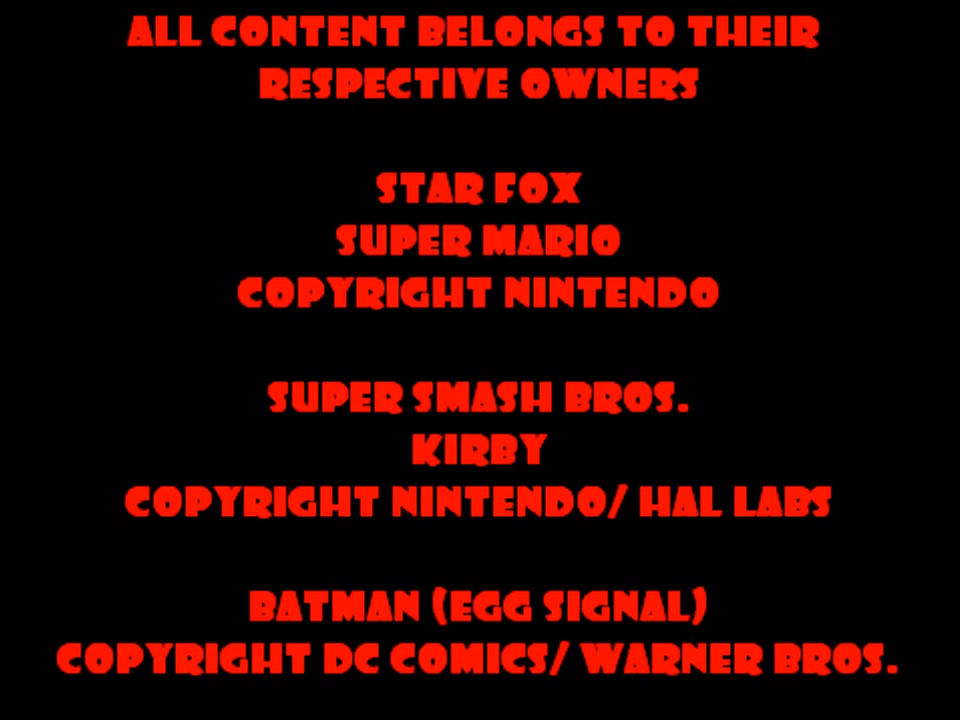 ALL CONTENT BELONGS TO THEIR
RESPECTIVE OWNERS
STAR FOX
SUPER MARIO
COPYRIGHT NINTENDO
SUPER SMASH BROS.
KIRBY
COPYRIGHT NINTENDO/ HAL LABS
BATMAN (EGG SIGNAL)
COPYRIGHT DC COMICS/ WARNER BROS.